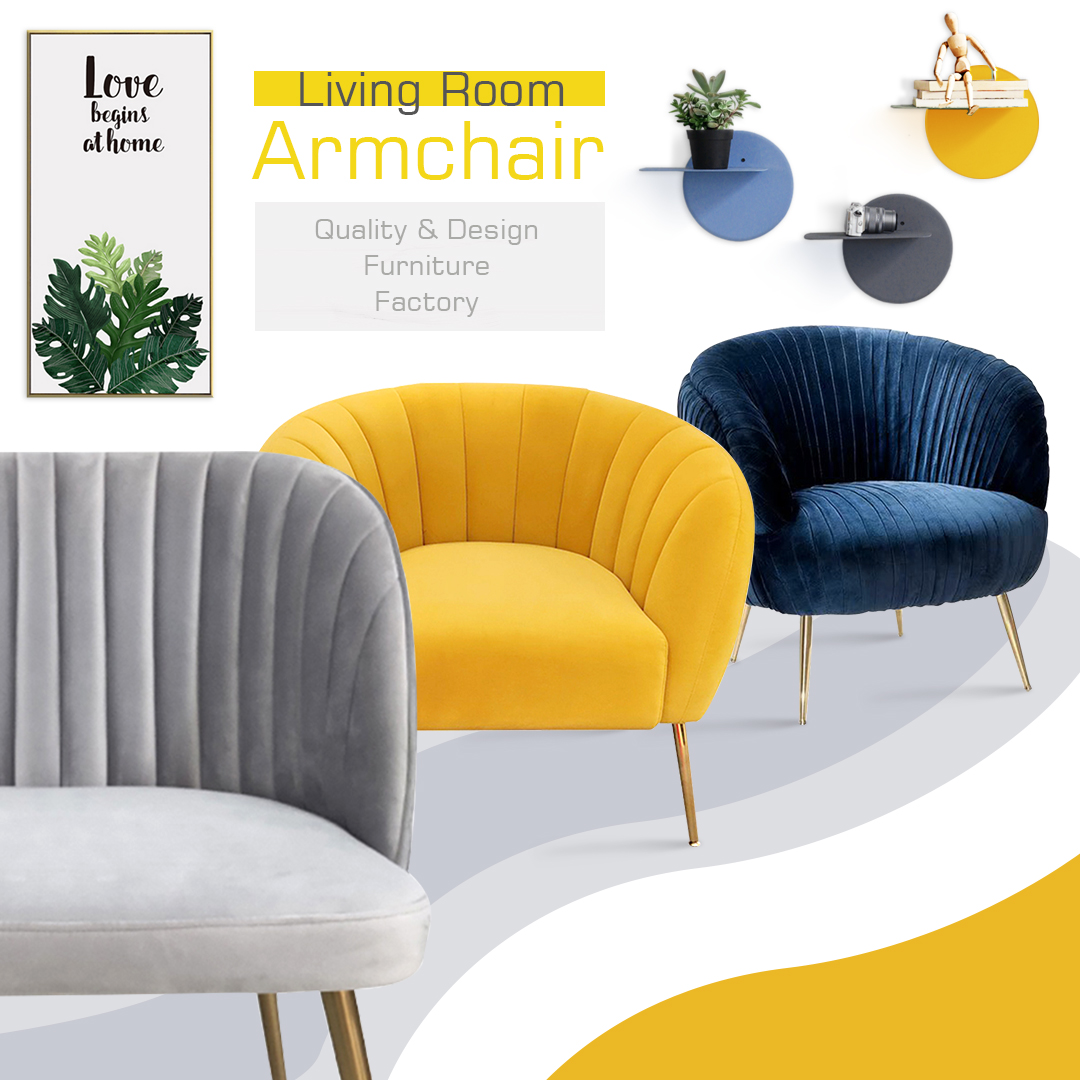 Love
begins
at home
Living Room
Armchair
Quality & Design
Furniture
Factory